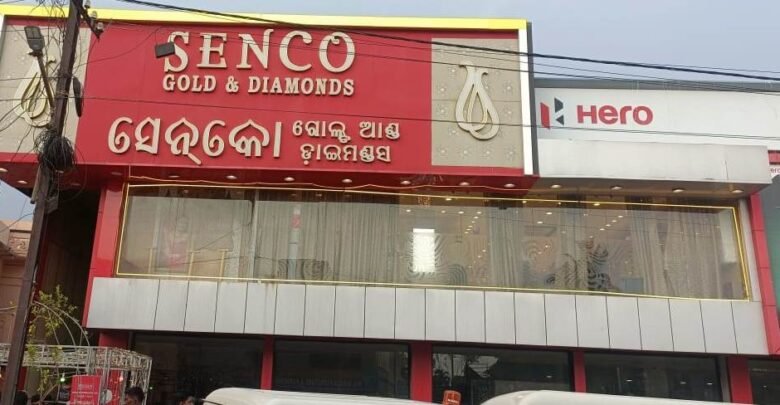 SENCO
GOLD & DIAMONDS
ସେନ୍‌କୋ
ଗୋଲ୍ଡ ଆଣ୍ଡ
ଡ଼ାଇମଣ୍ଡସ
Hero